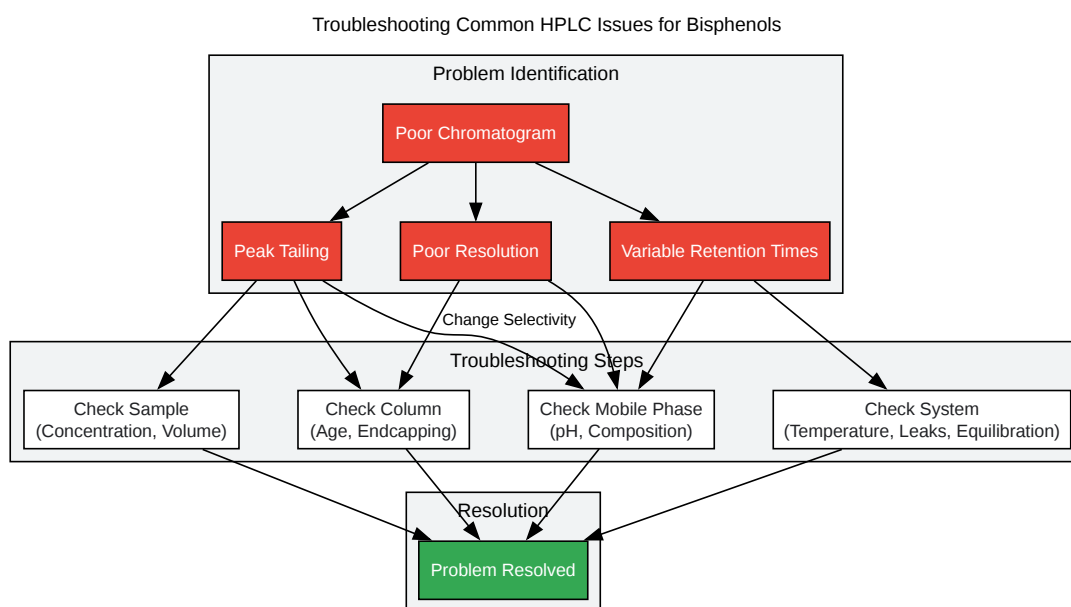 Troubleshooting Common HPLC Issues for Bisphenols
Problem Identification
Poor Chromatogram
Peak Tailing
Poor Resolution
Variable Retention Times
Change Selectivity
Troubleshooting Steps
Check Sample
(Concentration, Volume)
Check Column
(Age, Endcapping)
Check Mobile Phase
(pH, Composition)
Check System
(Temperature, Leaks, Equilibration)
Resolution
Problem Resolved